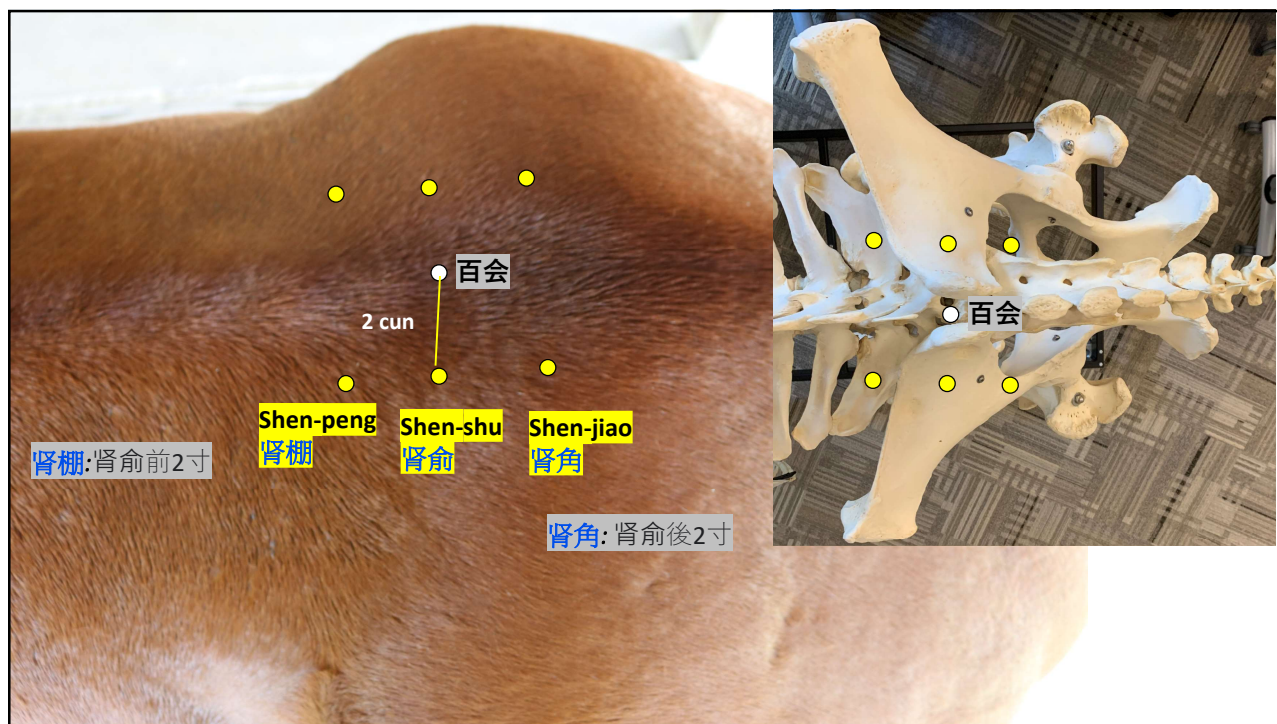 百会
百会
2 cun
Shen-peng
肾棚
Shen-shu
肾俞
Shen-jiao
肾角
肾棚:肾俞前2寸
肾角: 肾俞後2寸